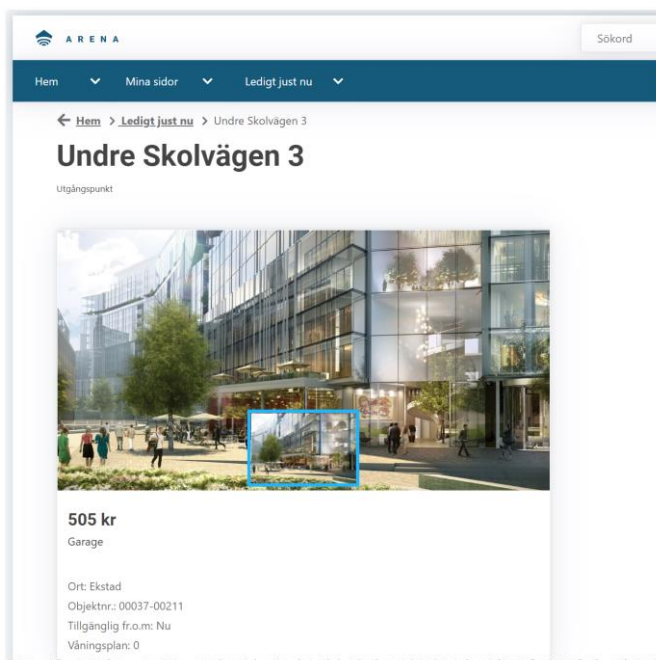 ARENA
Sökord
Hem Mina sidor Ledigt just nu
Hem > Ledigt just nu > Undre Skolvägen 3
Undre Skolvägen 3
Utgångspunkt
505 kr
Garage
Ort: Ekstad
Objektnr.: 00037-00211
Tillgänglig fr.o.m: Nu
Våningsplan: 0